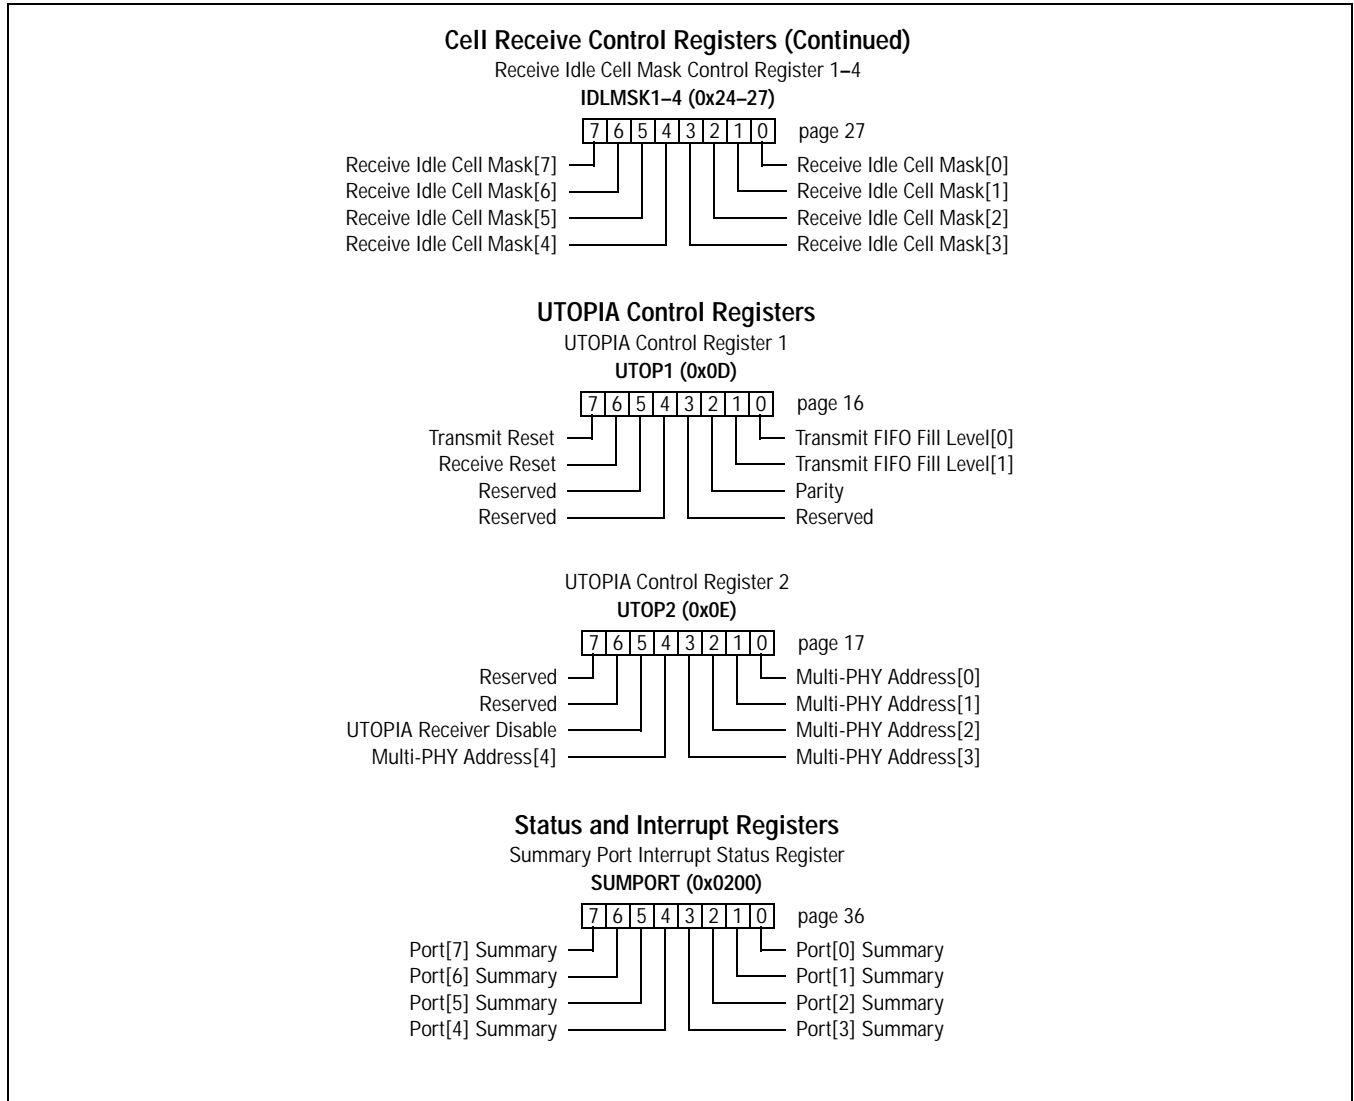 Cell Receive Control Registers (Continued)
Receive Idle Cell Mask Control Register 1–4
IDLMSK1–4 (0x24–27)
7 6 5 4 3 2 1 0 page 27
Receive Idle Cell Mask[7] Receive Idle Cell Mask[0]
Receive Idle Cell Mask[6] Receive Idle Cell Mask[1]
Receive Idle Cell Mask[5] Receive Idle Cell Mask[2]
Receive Idle Cell Mask[4] Receive Idle Cell Mask[3]
UTOPIA Control Registers
UTOPIA Control Register 1
UTOP1 (0x0D)
7 6 5 4 3 2 1 0 page 16
Transmit Reset Transmit FIFO Fill Level[0]
Receive Reset Transmit FIFO Fill Level[1]
Reserved Parity
Reserved Reserved
UTOPIA Control Register 2
UTOP2 (0x0E)
7 6 5 4 3 2 1 0 page 17
Reserved Multi-PHY Address[0]
Reserved Multi-PHY Address[1]
UTOPIA Receiver Disable Multi-PHY Address[2]
Multi-PHY Address[4] Multi-PHY Address[3]
Status and Interrupt Registers
Summary Port Interrupt Status Register
SUMPORT (0x0200)
7 6 5 4 3 2 1 0 page 36
Port[7] Summary Port[0] Summary
Port[6] Summary Port[1] Summary
Port[5] Summary Port[2] Summary
Port[4] Summary Port[3] Summary